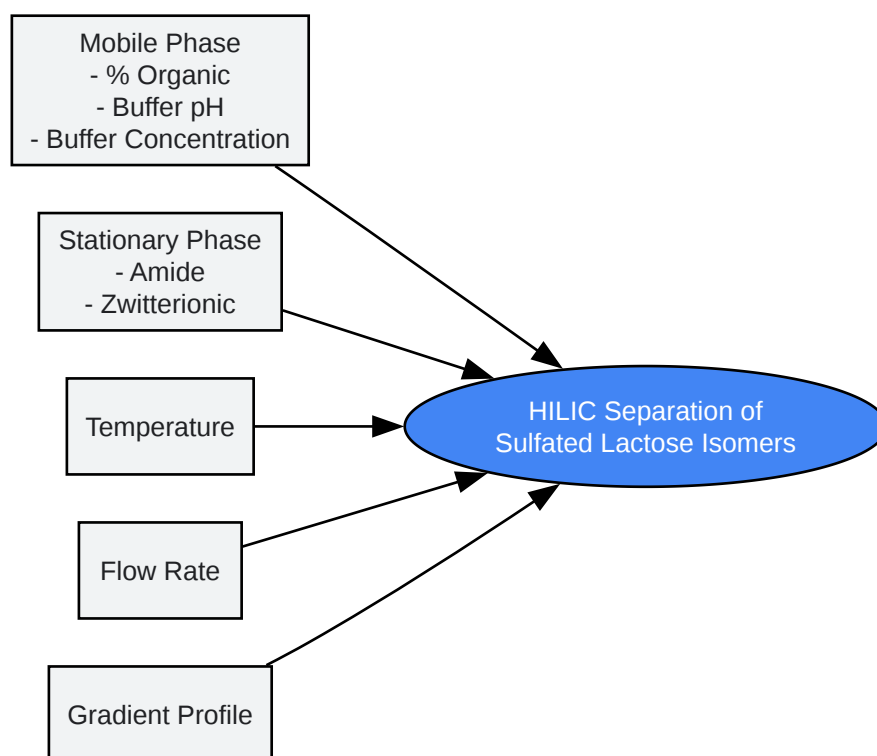 Mobile Phase
- % Organic
- Buffer pH
- Buffer Concentration
Stationary Phase
- Amide
- Zwitterionic
Temperature
HILIC Separation of
Sulfated Lactose Isomers
Flow Rate
Gradient Profile